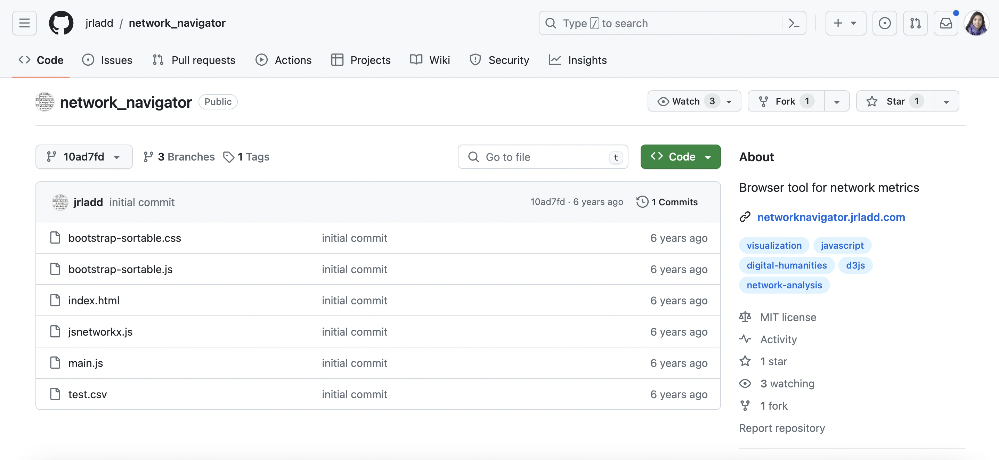 jrladd / network_navigator
Type / to search
Code Issues Pull requests Actions Projects Wiki Security Insights
network_navigator Public
Watch 3 Fork 1 Star 1
10ad7fd 3 Branches 1 Tags
Go to file t
Code
jrladd initial commit 10ad7fd · 6 years ago 1 Commits
bootstrap-sortable.css initial commit 6 years ago
bootstrap-sortable.js initial commit 6 years ago
index.html initial commit 6 years ago
jsnetworkx.js initial commit 6 years ago
main.js initial commit 6 years ago
test.csv initial commit 6 years ago
About
Browser tool for network metrics
networknavigator.jrladd.com
visualization javascript
digital-humanities d3js
network-analysis
MIT license
Activity
1 star
3 watching
1 fork
Report repository